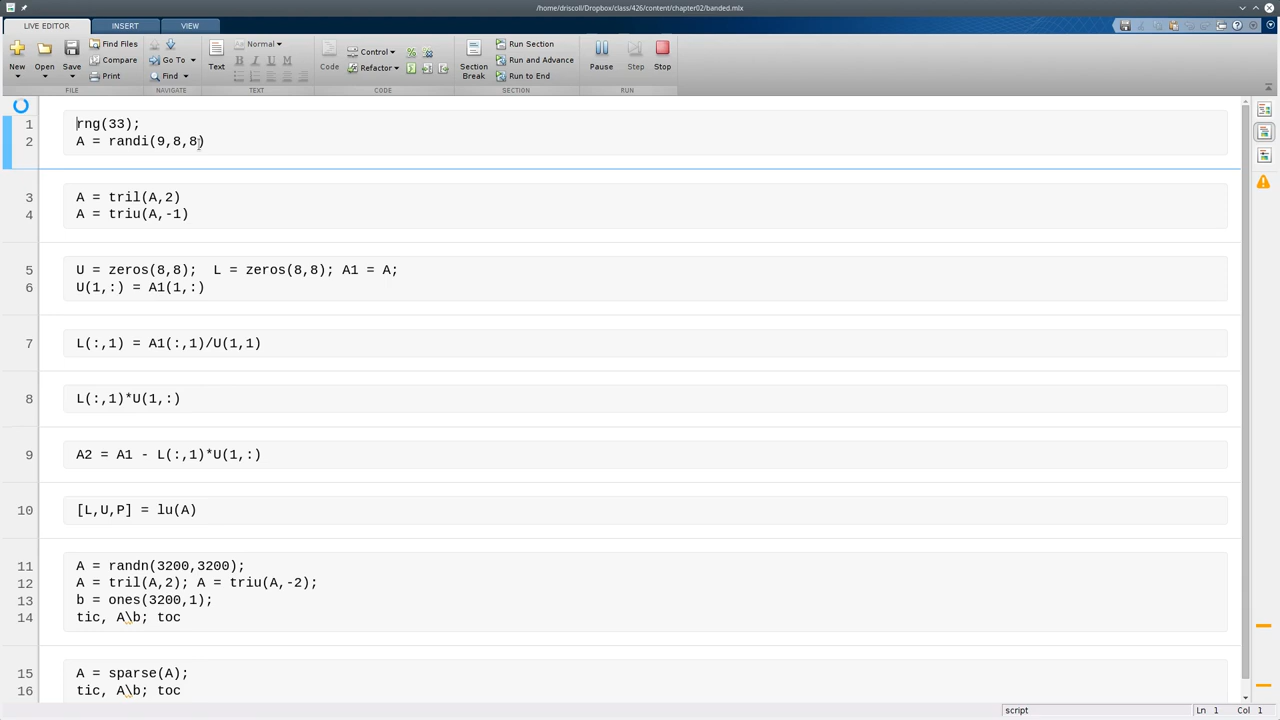 /home/driscoll/Dropbox/class/426/content/chapter02/banded.mlx
LIVE EDITOR INSERT VIEW
New Open Save Find Files Compare Print Go To Find Text Normal B I U M Code Control Refactor Section Break Run Section Run and Advance Run to End Pause Step Stop
FILE NAVIGATE TEXT CODE SECTION RUN
1 rng(33);
2 A = randi(9,8,8)
3 A = tril(A,2)
4 A = triu(A,-1)
5 U = zeros(8,8);  L = zeros(8,8); A1 = A;
6 U(1,:) = A1(1,:)
7 L(:,1) = A1(:,1)/U(1,1)
8 L(:,1)*U(1,:)
9 A2 = A1 - L(:,1)*U(1,:)
10 [L,U,P] = lu(A)
11 A = randn(3200,3200);
12 A = tril(A,2); A = triu(A,-2);
13 b = ones(3200,1);
14 tic, A\b; toc
15 A = sparse(A);
16 tic, A\b; toc
script Ln 1 Col 1